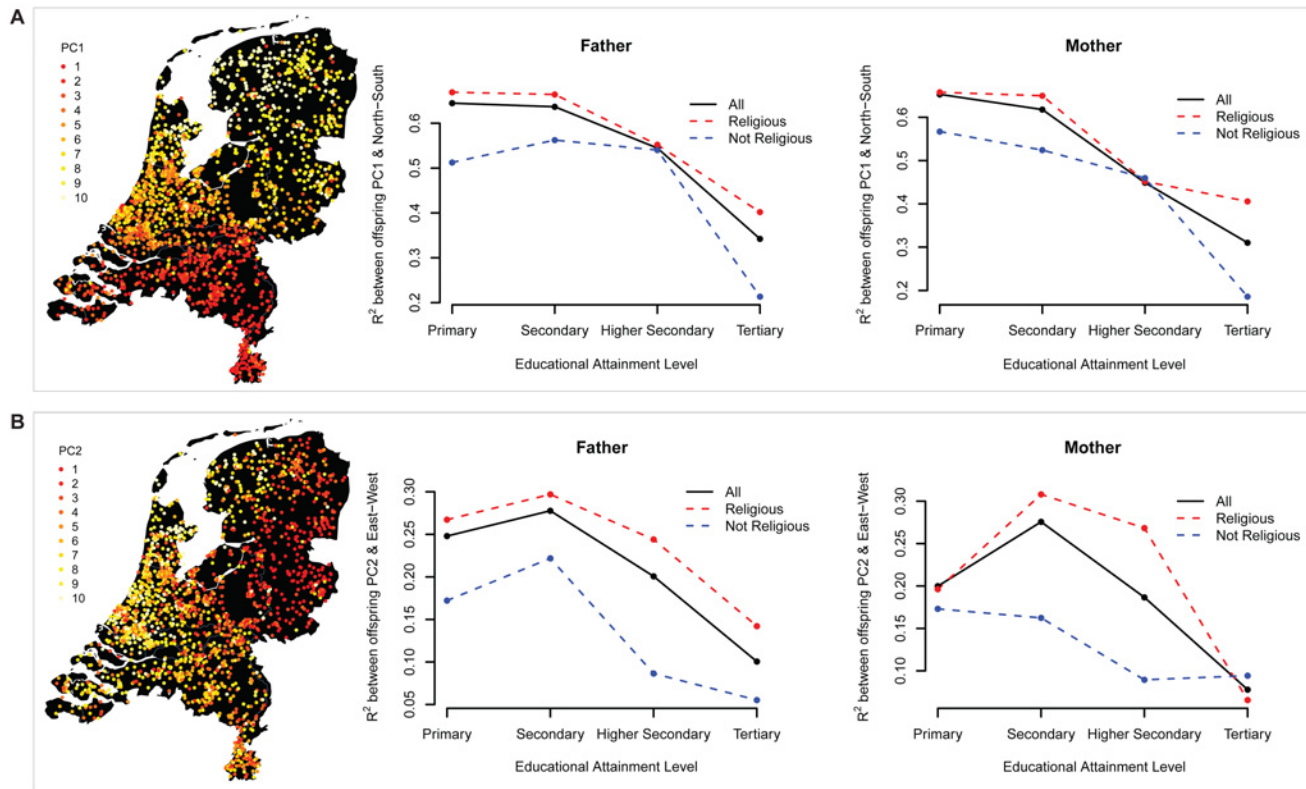 A
PC1
1
2
3
4
5
6
7
8
9
10
Father
R² between offspring PC1 & North−South
0.2 0.3 0.4 0.5 0.6
All
Religious
Not Religious
Primary Secondary Higher Secondary Tertiary
Educational Attainment Level
Mother
R² between offspring PC1 & North−South
0.2 0.3 0.4 0.5 0.6
All
Religious
Not Religious
Primary Secondary Higher Secondary Tertiary
Educational Attainment Level
B
PC2
1
2
3
4
5
6
7
8
9
10
Father
R² between offspring PC2 & East−West
0.05 0.10 0.15 0.20 0.25 0.30
All
Religious
Not Religious
Primary Secondary Higher Secondary Tertiary
Educational Attainment Level
Mother
R² between offspring PC2 & East−West
0.10 0.15 0.20 0.25 0.30
All
Religious
Not Religious
Primary Secondary Higher Secondary Tertiary
Educational Attainment Level